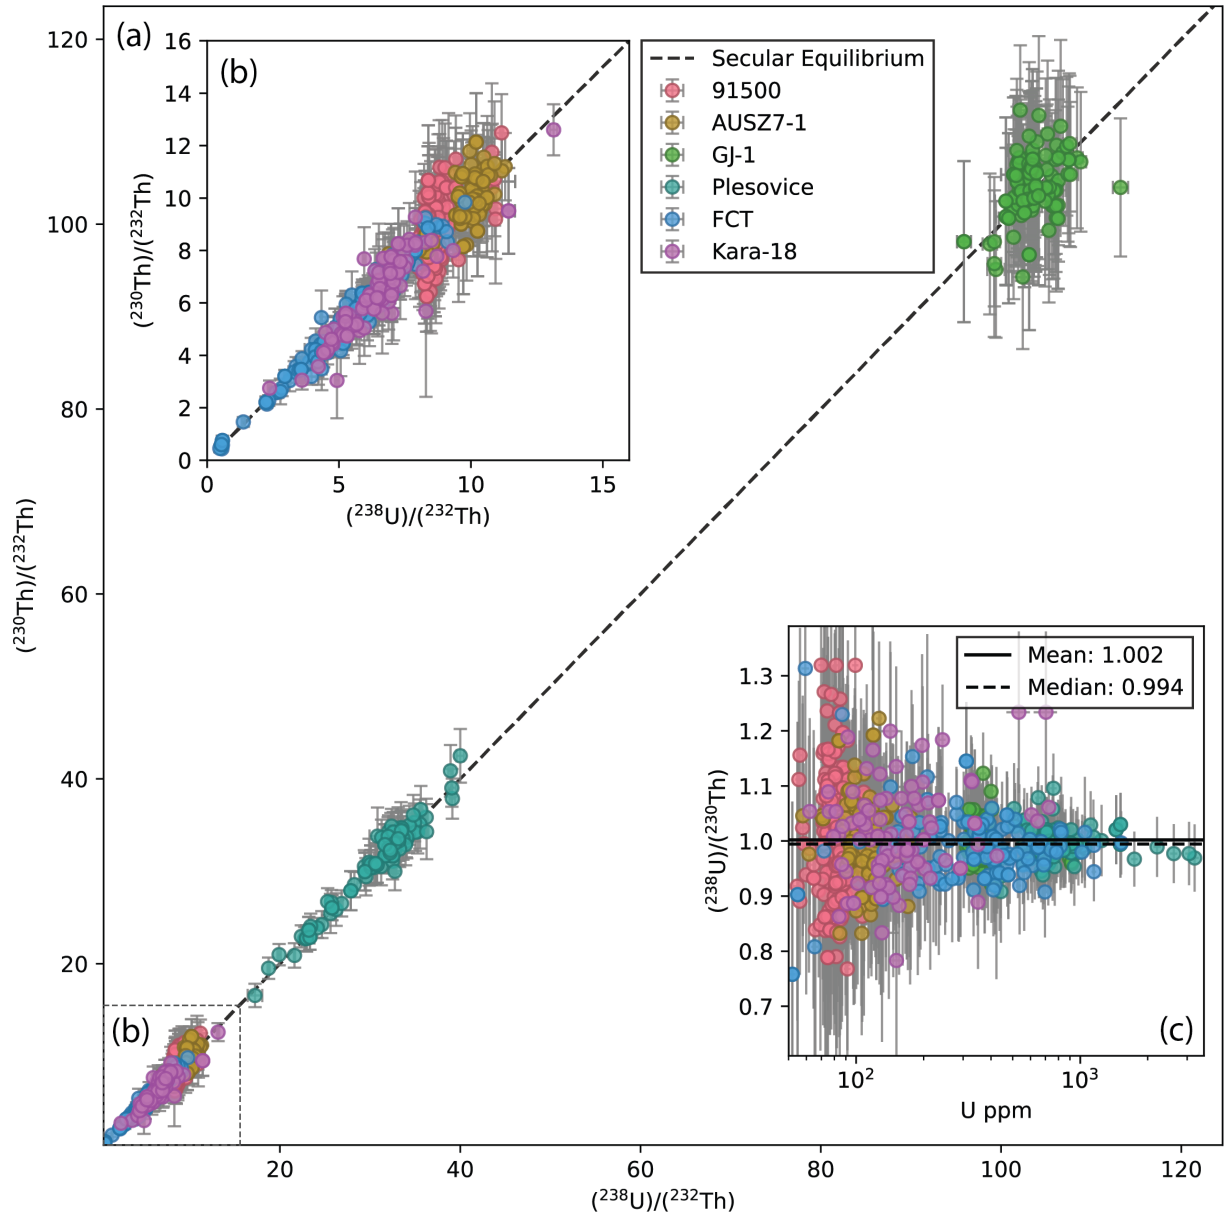 (a)
120
100
80
60
40
20
(²³⁰Th)/(²³²Th)
20
40
60
80
100
120
(²³⁸U)/(²³²Th)
(b)
16
14
12
10
8
6
4
2
0
(²³⁰Th)/(²³²Th)
0
5
10
15
(²³⁸U)/(²³²Th)
Secular Equilibrium
91500
AUSZ7-1
GJ-1
Plesovice
FCT
Kara-18
(b)
Mean: 1.002
Median: 0.994
1.3
1.2
1.1
1.0
0.9
0.8
0.7
(²³⁸U)/(²³⁰Th)
(c)
10²
10³
U ppm